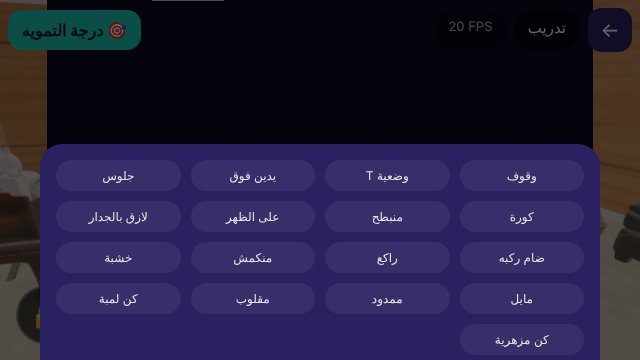 درجة التمويه 🎯
20 FPS
تدريب
وقوف
وضعية T
يدين فوق
جلوس
كورة
منبطح
على الظهر
لازق بالجدار
ضام ركبه
راكع
منكمش
خشبة
مايل
ممدود
مقلوب
كن لمبة
كن مزهرية